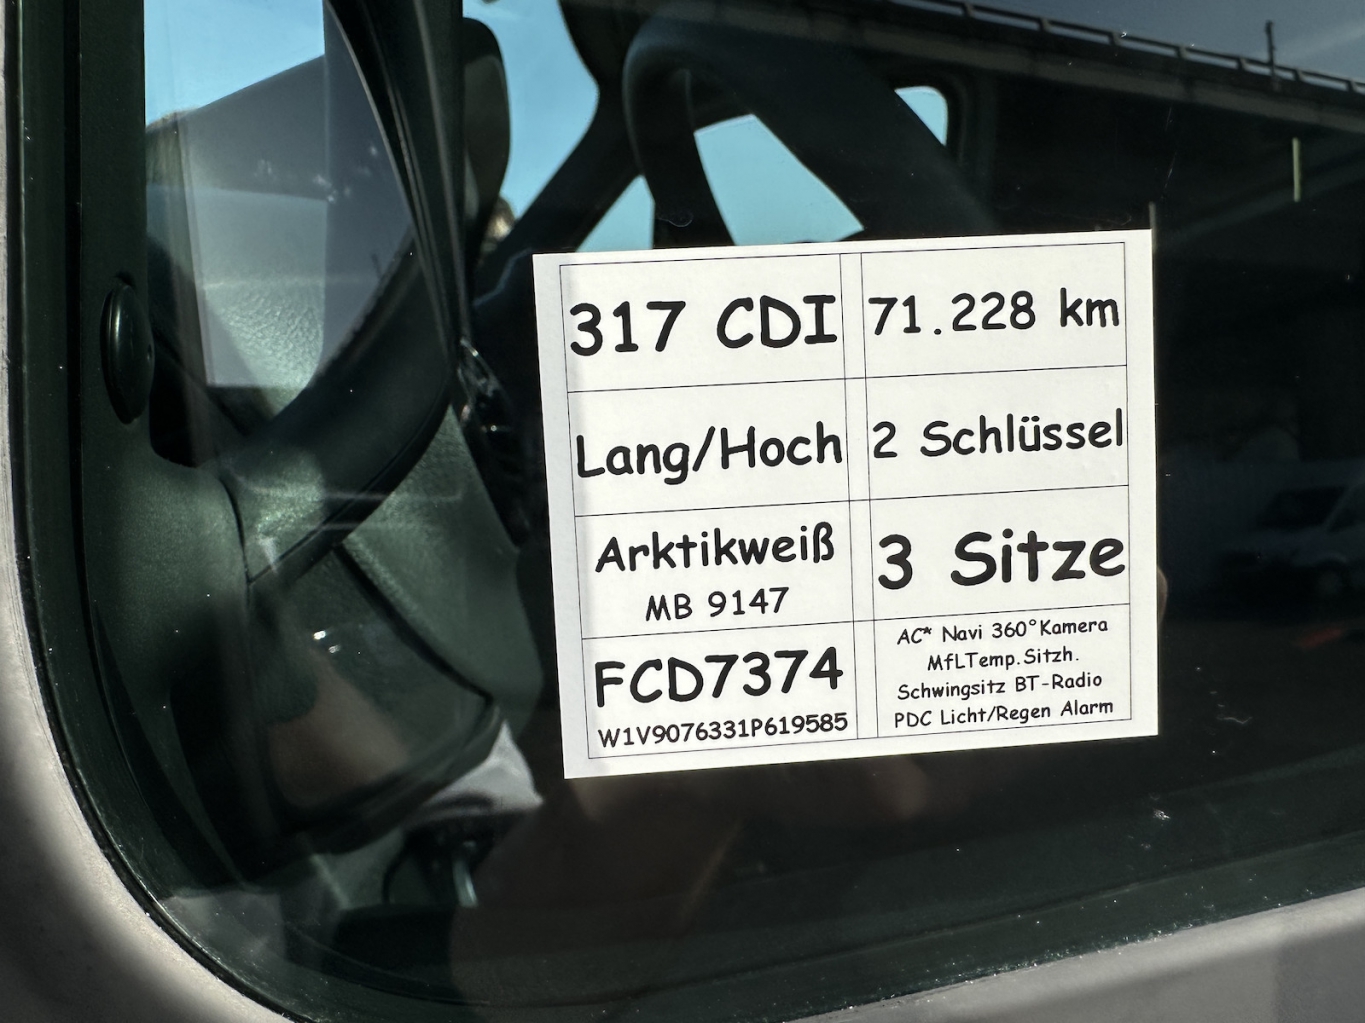 317 CDI
71.228 km
Lang/Hoch
2 Schlüssel
Arktikweiß
MB 9147
3 Sitze
FCD7374
W1V9076331P619585
AC* Navi 360°Kamera
MfLTemp.Sitzh.
Schwingsitz BT-Radio
PDC Licht/Regen Alarm